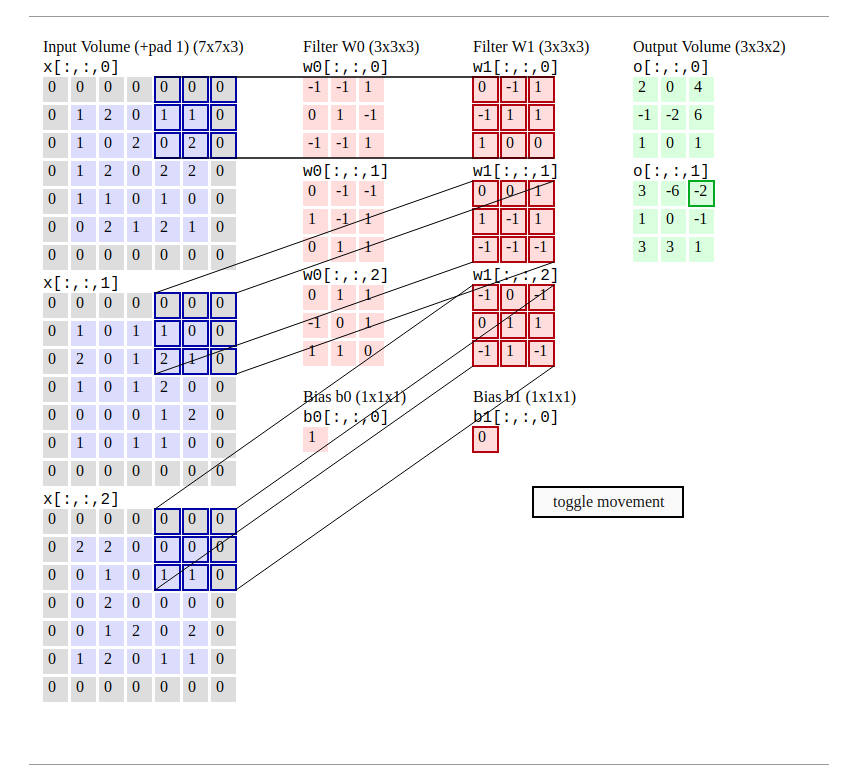 Input Volume (+pad 1) (7x7x3)
x[:,:,0]
0 0 0 0 0 0 0
0 1 2 0 1 1 0
0 1 0 2 0 2 0
0 1 2 0 2 2 0
0 1 1 0 1 0 0
0 0 2 1 2 1 0
0 0 0 0 0 0 0
x[:,:,1]
0 0 0 0 0 0 0
0 1 0 1 1 0 0
0 2 0 1 2 1 0
0 1 0 1 2 0 0
0 0 0 0 1 2 0
0 1 0 1 1 0 0
0 0 0 0 0 0 0
x[:,:,2]
0 0 0 0 0 0 0
0 2 2 0 0 0 0
0 0 1 0 1 1 0
0 0 2 0 0 0 0
0 0 1 2 0 2 0
0 1 2 0 1 1 0
0 0 0 0 0 0 0
Filter W0 (3x3x3)
w0[:,:,0]
-1 -1 1
0 1 -1
-1 -1 1
w0[:,:,1]
0 -1 -1
1 -1 1
0 1 1
w0[:,:,2]
0 1 1
-1 0 1
1 1 0
Bias b0 (1x1x1)
b0[:,:,0]
1
Filter W1 (3x3x3)
w1[:,:,0]
0 -1 1
-1 1 1
1 0 0
w1[:,:,1]
0 0 1
1 -1 1
-1 -1 -1
w1[:,:,2]
-1 0 -1
0 1 1
-1 1 -1
Bias b1 (1x1x1)
b1[:,:,0]
0
Output Volume (3x3x2)
o[:,:,0]
2 0 4
-1 -2 6
1 0 1
o[:,:,1]
3 -6 -2
1 0 -1
3 3 1
toggle movement